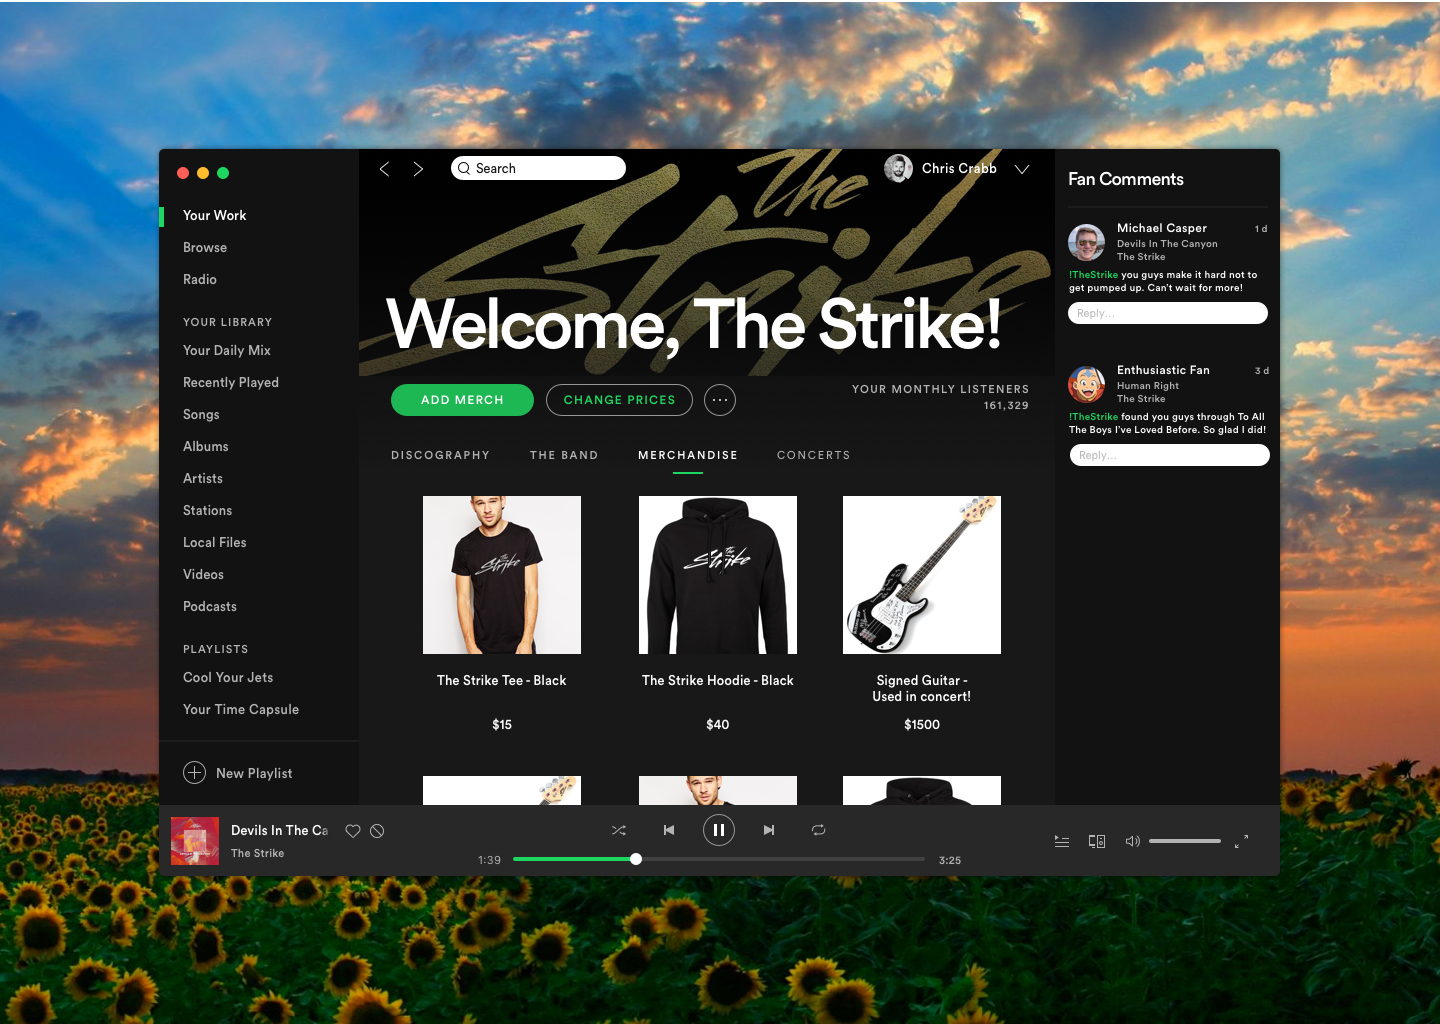 Search
Chris Crabb
Your Work
Browse
Radio
YOUR LIBRARY
Your Daily Mix
Recently Played
Songs
Albums
Artists
Stations
Local Files
Videos
Podcasts
PLAYLISTS
Cool Your Jets
Your Time Capsule
New Playlist
The
Strike
Welcome, The Strike!
ADD MERCH
CHANGE PRICES
YOUR MONTHLY LISTENERS
161,329
DISCOGRAPHY
THE BAND
MERCHANDISE
CONCERTS
The
Strike
The Strike Tee - Black
$15
The
Strike
The Strike Hoodie - Black
$40
Signed Guitar -
Used in concert!
$1500
Fan Comments
Michael Casper
1 d
Devils In The Canyon
The Strike
!TheStrike you guys make it hard not to
get pumped up. Can't wait for more!
Reply...
Enthusiastic Fan
3 d
Human Right
The Strike
!TheStrike found you guys through To All
The Boys I've Loved Before. So glad I did!
Reply...
Devils In The Ca
The Strike
1:39
3:25